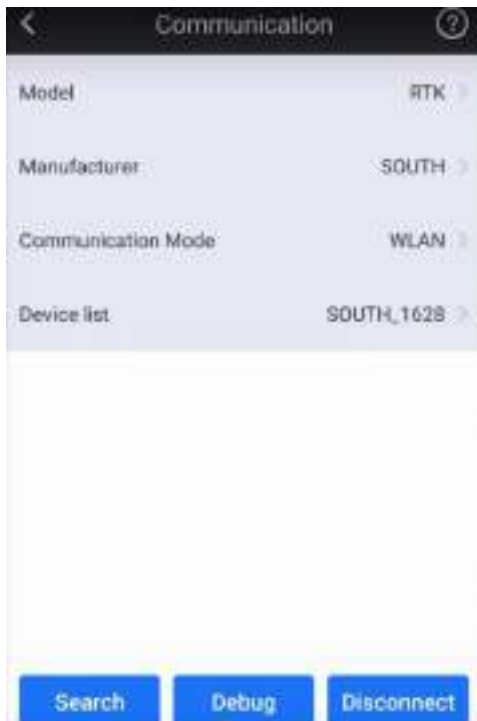 Communication
Model RTK
Manufacturer SOUTH
Communication Mode WLAN
Device list SOUTH_1628
Search Debug Disconnect